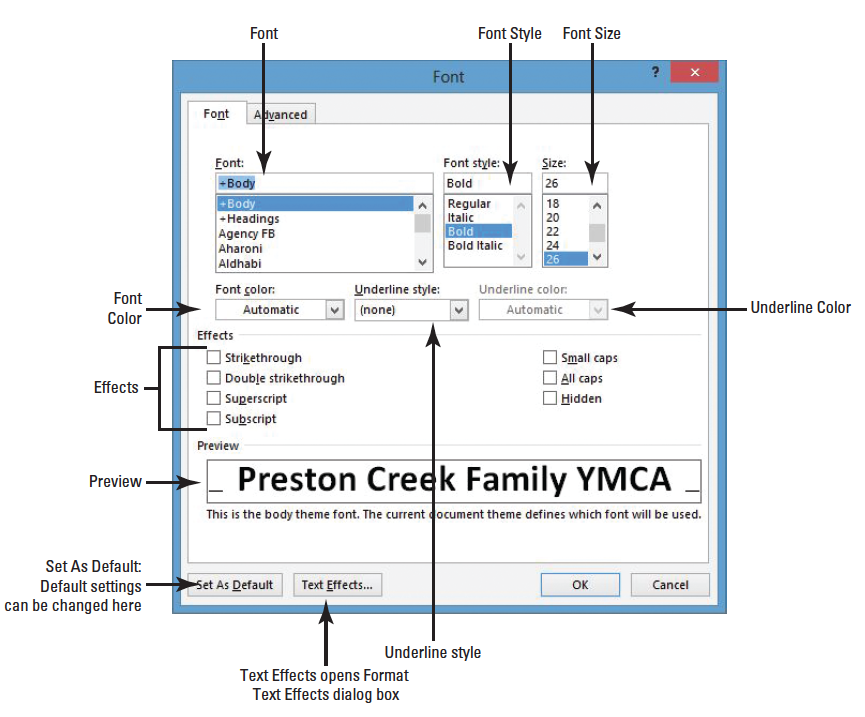 Font
Font Style
Font Size
Font
?
Font
Advanced
Font:
Font style:
Size:
+Body
Bold
26
+Body
+Headings
Agency FB
Aharoni
Aldhabi
Regular
Italic
Bold
Bold Italic
18
20
22
24
26
Font color:
Underline style:
Underline color:
Automatic
(none)
Automatic
Font
Color
Underline Color
Effects
Strikethrough
Double strikethrough
Superscript
Subscript
Small caps
All caps
Hidden
Effects
Preview
Preview
_ Preston Creek Family YMCA _
This is the body theme font. The current document theme defines which font will be used.
Set As Default:
Default settings
can be changed here
Set As Default
Text Effects...
OK
Cancel
Underline style
Text Effects opens Format
Text Effects dialog box